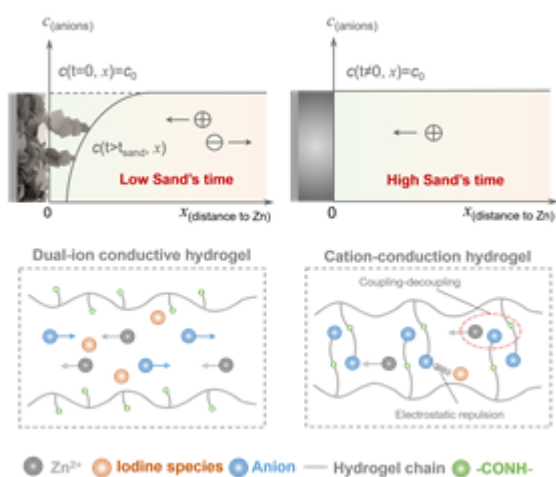 c(anions)
c(t=0, x)=c₀
c(t>tsand, x)
Low Sand's time
0
x(distance to Zn)
c(anions)
c(t≠0, x)=c₀
High Sand's time
0
x(distance to Zn)
Dual-ion conductive hydrogel
Cation-conduction hydrogel
Coupling-decoupling
Electrostatic repulsion
Zn²⁺ Iodine species Anion Hydrogel chain -CONH-